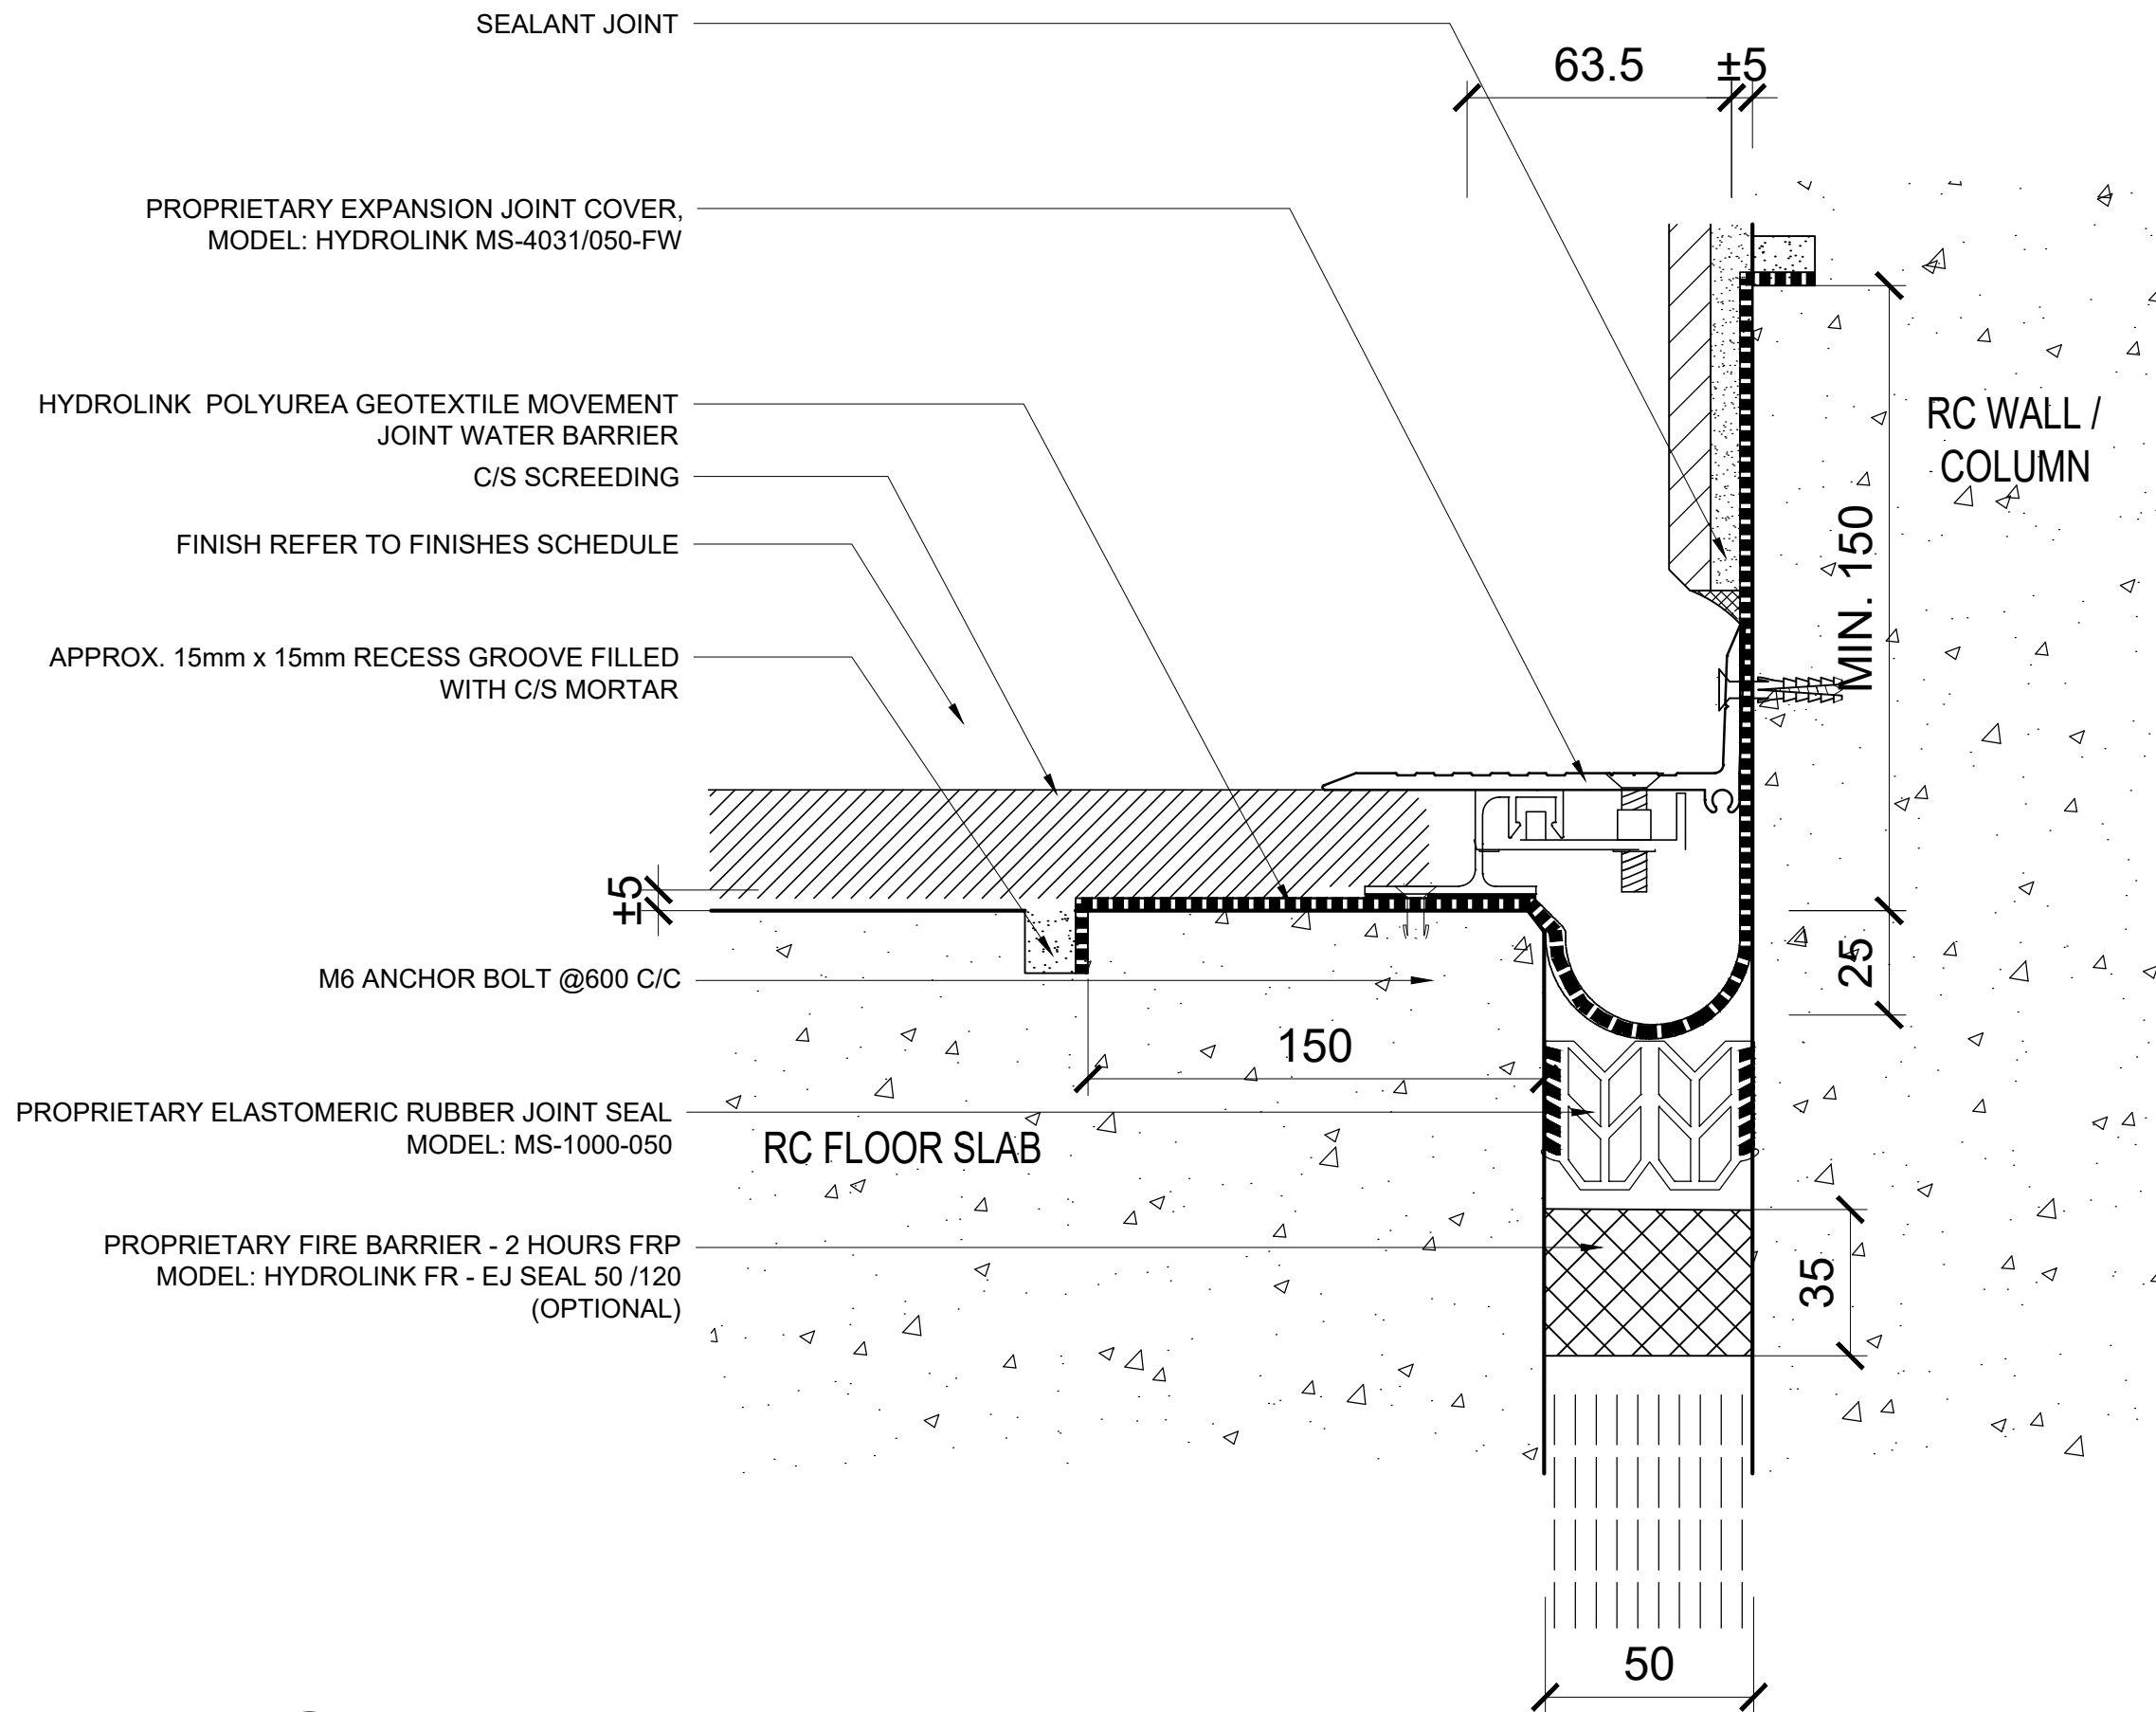 SEALANT JOINT
63.5
±5
PROPRIETARY EXPANSION JOINT COVER,
MODEL: HYDROLINK MS-4031/050-FW
HYDROLINK  POLYUREA GEOTEXTILE MOVEMENT
JOINT WATER BARRIER
RC WALL /
COLUMN
C/S SCREEDING
FINISH REFER TO FINISHES SCHEDULE
MIN. 150
APPROX. 15mm x 15mm RECESS GROOVE FILLED
WITH C/S MORTAR
±5
M6 ANCHOR BOLT @600 C/C
25
150
PROPRIETARY ELASTOMERIC RUBBER JOINT SEAL
MODEL: MS-1000-050
RC FLOOR SLAB
PROPRIETARY FIRE BARRIER - 2 HOURS FRP
MODEL: HYDROLINK FR - EJ SEAL 50 /120
(OPTIONAL)
35
50